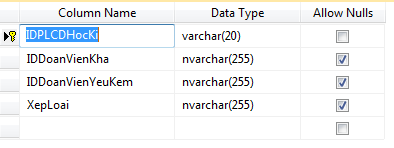 Column Name Data Type Allow Nulls
IDPLCDHocKi varchar(20)
IDDoanVienKha nvarchar(255)
IDDoanVienYeuKem nvarchar(255)
XepLoai nvarchar(255)